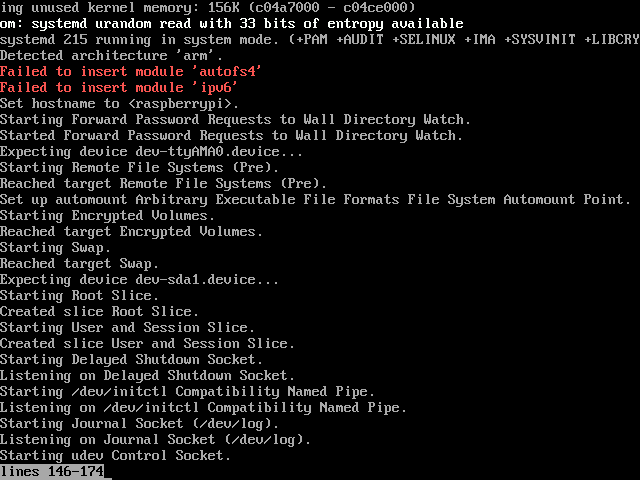 ing unused kernel memory: 156K (c04a7000 - c04ce000)
om: systemd urandom read with 33 bits of entropy available
systemd 215 running in system mode. (+PAM +AUDIT +SELINUX +IMA +SYSVINIT +LIBCRY
Detected architecture 'arm'.
Failed to insert module 'autofs4'
Failed to insert module 'ipv6'
Set hostname to <raspberrypi>.
Starting Forward Password Requests to Wall Directory Watch.
Started Forward Password Requests to Wall Directory Watch.
Expecting device dev-ttyAMA0.device...
Starting Remote File Systems (Pre).
Reached target Remote File Systems (Pre).
Set up automount Arbitrary Executable File Formats File System Automount Point.
Starting Encrypted Volumes.
Reached target Encrypted Volumes.
Starting Swap.
Reached target Swap.
Expecting device dev-sda1.device...
Starting Root Slice.
Created slice Root Slice.
Starting User and Session Slice.
Created slice User and Session Slice.
Starting Delayed Shutdown Socket.
Listening on Delayed Shutdown Socket.
Starting /dev/initctl Compatibility Named Pipe.
Listening on /dev/initctl Compatibility Named Pipe.
Starting Journal Socket (/dev/log).
Listening on Journal Socket (/dev/log).
Starting udev Control Socket.
lines 146-174